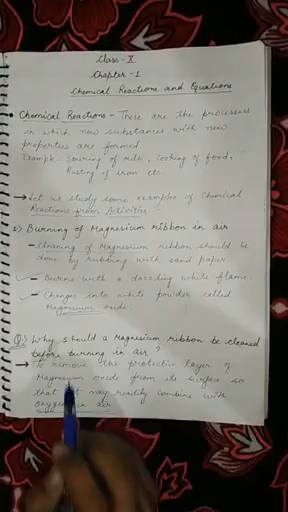 Class - X
Chapter - 1
Chemical Reactions and Equations
Chemical Reactions - These are the processes
in which new substances with new
properties are formed.
Example - Souring of milk, Cooking of food,
Rusting of iron etc.
→ Let us study some examples of Chemical
Reactions from Activities
1) Burning of Magnesium ribbon in air
- Cleaning of Magnesium ribbon should be
done by rubbing with sand paper.
- Burns with a dazzling white flame.
- Changes into white powder called
Magnesium oxide
Q:) Why should a Magnesium ribbon be cleaned
before burning in air ?
→ To remove the protective layer of
Magnesium oxide from its surface so
that it may readily combine with
oxygen in air